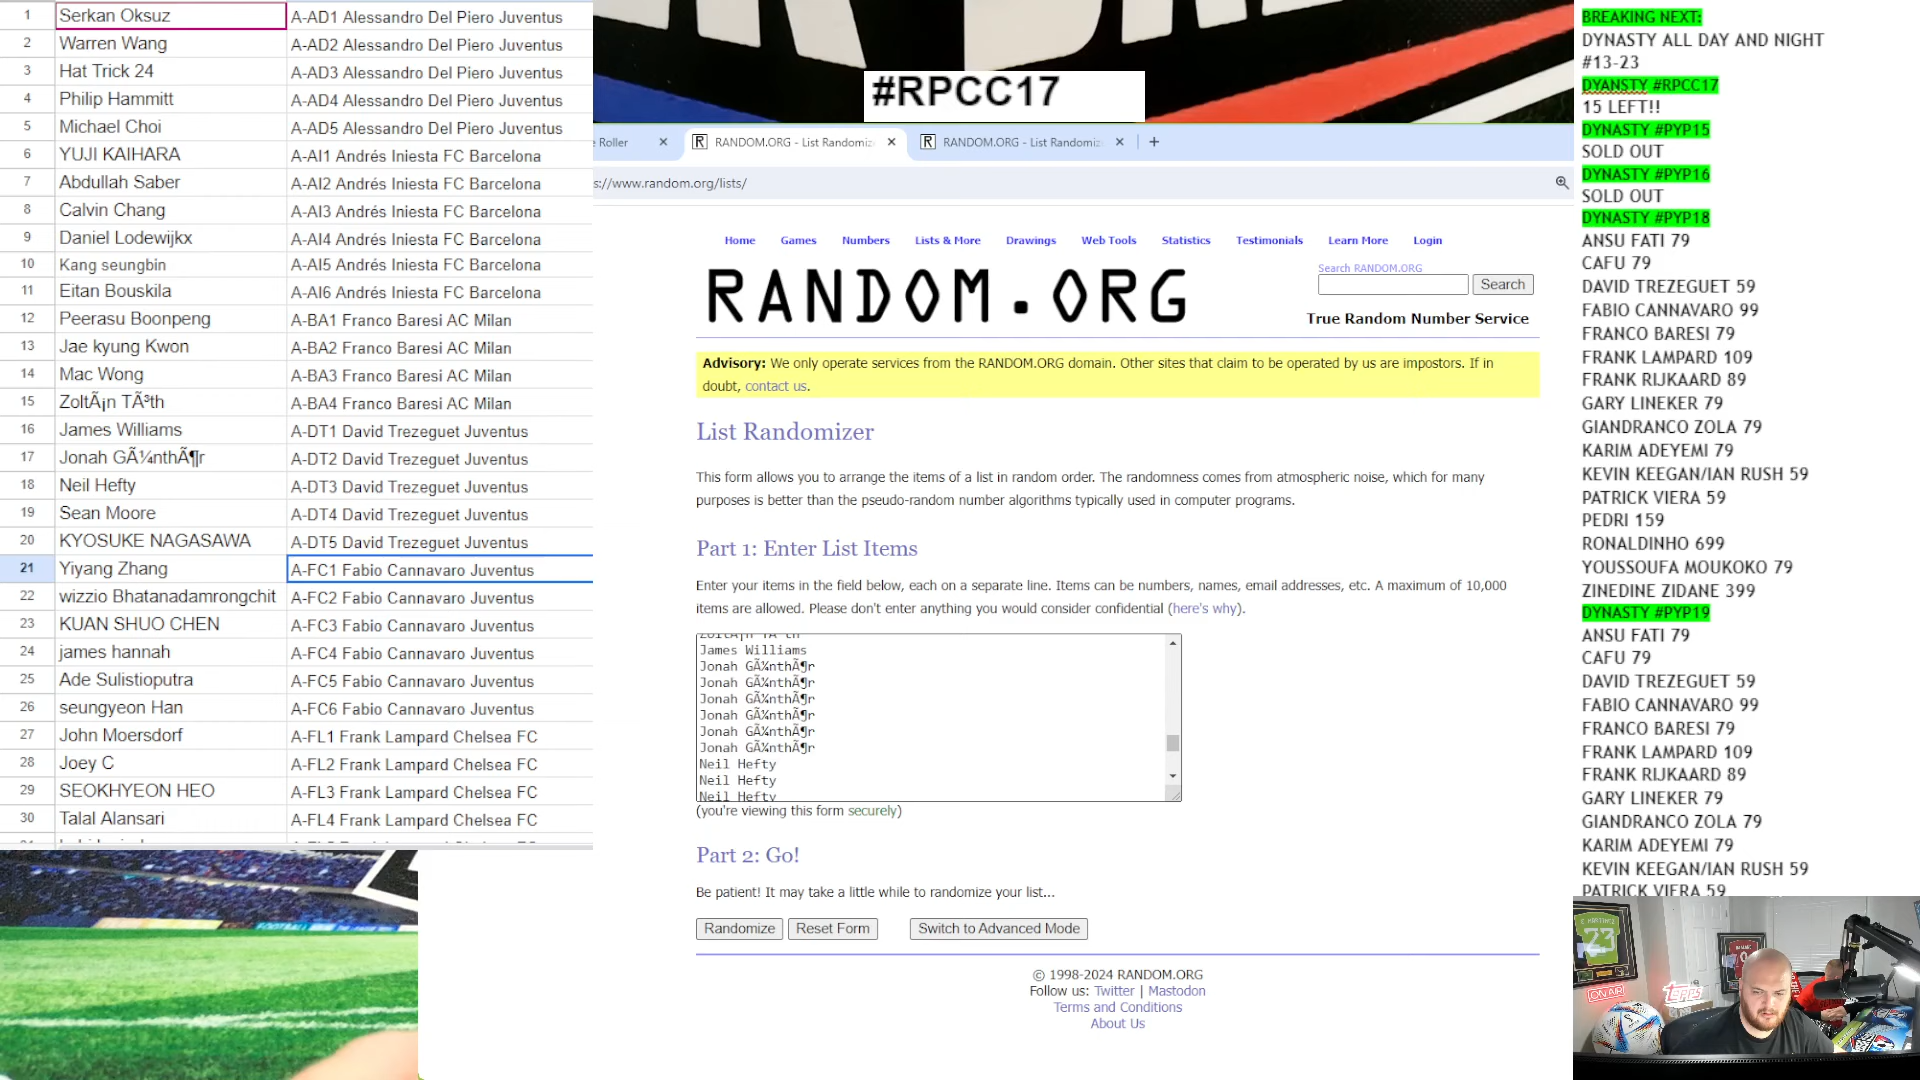 1 Serkan Oksuz A-AD1 Alessandro Del Piero Juventus
2 Warren Wang A-AD2 Alessandro Del Piero Juventus
3 Hat Trick 24 A-AD3 Alessandro Del Piero Juventus
4 Philip Hammitt A-AD4 Alessandro Del Piero Juventus
5 Michael Choi A-AD5 Alessandro Del Piero Juventus
6 YUJI KAIHARA A-AI1 Andrés Iniesta FC Barcelona
7 Abdullah Saber A-AI2 Andrés Iniesta FC Barcelona
8 Calvin Chang A-AI3 Andrés Iniesta FC Barcelona
9 Daniel Lodewijkx A-AI4 Andrés Iniesta FC Barcelona
10 Kang seungbin A-AI5 Andrés Iniesta FC Barcelona
11 Eitan Bouskila A-AI6 Andrés Iniesta FC Barcelona
12 Peerasu Boonpeng A-BA1 Franco Baresi AC Milan
13 Jae kyung Kwon A-BA2 Franco Baresi AC Milan
14 Mac Wong A-BA3 Franco Baresi AC Milan
15 ZoltÃ¡n TÃ³th A-BA4 Franco Baresi AC Milan
16 James Williams A-DT1 David Trezeguet Juventus
17 Jonah GÃ¼nthÃ¶r A-DT2 David Trezeguet Juventus
18 Neil Hefty A-DT3 David Trezeguet Juventus
19 Sean Moore A-DT4 David Trezeguet Juventus
20 KYOSUKE NAGASAWA A-DT5 David Trezeguet Juventus
21 Yiyang Zhang A-FC1 Fabio Cannavaro Juventus
22 wizzio Bhatanadamrongchit A-FC2 Fabio Cannavaro Juventus
23 KUAN SHUO CHEN A-FC3 Fabio Cannavaro Juventus
24 james hannah A-FC4 Fabio Cannavaro Juventus
25 Ade Sulistioputra A-FC5 Fabio Cannavaro Juventus
26 seungyeon Han A-FC6 Fabio Cannavaro Juventus
27 John Moersdorf A-FL1 Frank Lampard Chelsea FC
28 Joey C A-FL2 Frank Lampard Chelsea FC
29 SEOKHYEON HEO A-FL3 Frank Lampard Chelsea FC
30 Talal Alansari A-FL4 Frank Lampard Chelsea FC
#RPCC17
Roller RANDOM.ORG - List Randomiz RANDOM.ORG - List Randomiz
s://www.random.org/lists/
Home Games Numbers Lists & More Drawings Web Tools Statistics Testimonials Learn More Login
RANDOM.ORG
Search RANDOM.ORG
Search
True Random Number Service
Advisory: We only operate services from the RANDOM.ORG domain. Other sites that claim to be operated by us are impostors. If in
doubt, contact us.
List Randomizer
This form allows you to arrange the items of a list in random order. The randomness comes from atmospheric noise, which for many
purposes is better than the pseudo-random number algorithms typically used in computer programs.
Part 1: Enter List Items
Enter your items in the field below, each on a separate line. Items can be numbers, names, email addresses, etc. A maximum of 10,000
items are allowed. Please don't enter anything you would consider confidential (here's why).
James Williams
Jonah GÃ¼nthÃ¶r
Jonah GÃ¼nthÃ¶r
Jonah GÃ¼nthÃ¶r
Jonah GÃ¼nthÃ¶r
Jonah GÃ¼nthÃ¶r
Jonah GÃ¼nthÃ¶r
Neil Hefty
Neil Hefty
Neil Hefty
(you're viewing this form securely)
Part 2: Go!
Be patient! It may take a little while to randomize your list...
Randomize Reset Form Switch to Advanced Mode
© 1998-2024 RANDOM.ORG
Follow us: Twitter | Mastodon
Terms and Conditions
About Us
BREAKING NEXT:
DYNASTY ALL DAY AND NIGHT
#13-23
DYANSTY #RPCC17
15 LEFT!!
DYNASTY #PYP15
SOLD OUT
DYNASTY #PYP16
SOLD OUT
DYNASTY #PYP18
ANSU FATI 79
CAFU 79
DAVID TREZEGUET 59
FABIO CANNAVARO 99
FRANCO BARESI 79
FRANK LAMPARD 109
FRANK RIJKAARD 89
GARY LINEKER 79
GIANDRANCO ZOLA 79
KARIM ADEYEMI 79
KEVIN KEEGAN/IAN RUSH 59
PATRICK VIERA 59
PEDRI 159
RONALDINHO 699
YOUSSOUFA MOUKOKO 79
ZINEDINE ZIDANE 399
DYNASTY #PYP19
ANSU FATI 79
CAFU 79
DAVID TREZEGUET 59
FABIO CANNAVARO 99
FRANCO BARESI 79
FRANK LAMPARD 109
FRANK RIJKAARD 89
GARY LINEKER 79
GIANDRANCO ZOLA 79
KARIM ADEYEMI 79
KEVIN KEEGAN/IAN RUSH 59
PATRICK VIERA 59
23
ON AIR
Topps